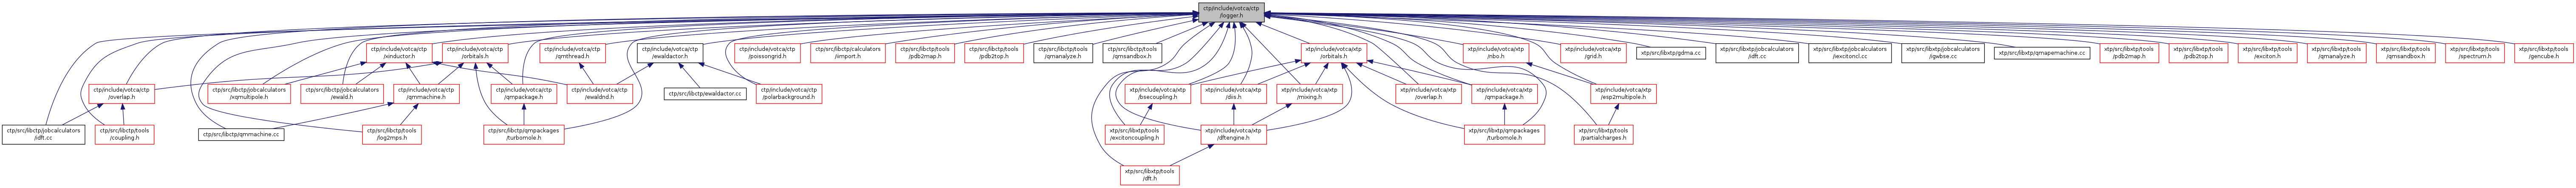 ctp/include/votca/ctp
/logger.h
ctp/include/votca/ctp
/xinductor.h
ctp/include/votca/ctp
/orbitals.h
ctp/include/votca/ctp
/qmthread.h
ctp/include/votca/ctp
/ewaldactor.h
ctp/include/votca/ctp
/poissongrid.h
ctp/src/libctp/calculators
/iimport.h
ctp/src/libctp/tools
/pdb2map.h
ctp/src/libctp/tools
/pdb2top.h
ctp/src/libctp/tools
/qmanalyze.h
ctp/src/libctp/tools
/qmsandbox.h
xtp/include/votca/xtp
/orbitals.h
xtp/include/votca/xtp
/nbo.h
xtp/include/votca/xtp
/grid.h
xtp/src/libxtp/gdma.cc
xtp/src/libxtp/jobcalculators
/idft.cc
xtp/src/libxtp/jobcalculators
/iexcitoncl.cc
xtp/src/libxtp/jobcalculators
/igwbse.cc
xtp/src/libxtp/qmapemachine.cc
xtp/src/libxtp/tools
/pdb2map.h
xtp/src/libxtp/tools
/pdb2top.h
xtp/src/libxtp/tools
/exciton.h
xtp/src/libxtp/tools
/qmanalyze.h
xtp/src/libxtp/tools
/qmsandbox.h
xtp/src/libxtp/tools
/spectrum.h
xtp/src/libxtp/tools
/gencube.h
ctp/include/votca/ctp
/overlap.h
ctp/src/libctp/jobcalculators
/xqmultipole.h
ctp/src/libctp/jobcalculators
/ewald.h
ctp/include/votca/ctp
/qmmachine.h
ctp/include/votca/ctp
/qmpackage.h
ctp/include/votca/ctp
/ewaldnd.h
ctp/src/libctp/ewaldactor.cc
ctp/include/votca/ctp
/polarbackground.h
xtp/include/votca/xtp
/bsecoupling.h
xtp/include/votca/xtp
/diis.h
xtp/include/votca/xtp
/mixing.h
xtp/include/votca/xtp
/overlap.h
xtp/include/votca/xtp
/qmpackage.h
xtp/include/votca/xtp
/esp2multipole.h
ctp/src/libctp/jobcalculators
/idft.cc
ctp/src/libctp/tools
/coupling.h
ctp/src/libctp/qmmachine.cc
ctp/src/libctp/tools
/log2mps.h
ctp/src/libctp/qmpackages
/turbomole.h
xtp/src/libxtp/tools
/excitoncoupling.h
xtp/include/votca/xtp
/dftengine.h
xtp/src/libxtp/qmpackages
/turbomole.h
xtp/src/libxtp/tools
/partialcharges.h
xtp/src/libxtp/tools
/dft.h